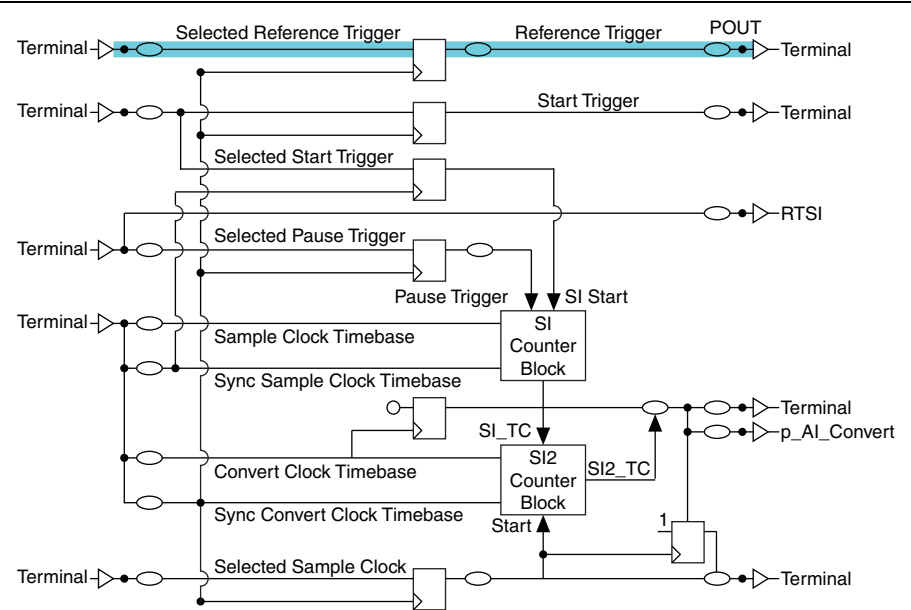 Selected Reference Trigger
Reference Trigger
POUT
Terminal
Terminal
Terminal
Start Trigger
Terminal
Selected Start Trigger
RTSI
Terminal
Selected Pause Trigger
Pause Trigger
SI Start
Terminal
Sample Clock Timebase
SI
Counter
Block
Sync Sample Clock Timebase
Terminal
SI_TC
p_AI_Convert
Convert Clock Timebase
SI2
Counter
Block
SI2_TC
Sync Convert Clock Timebase
Start
1
Terminal
Selected Sample Clock
Terminal